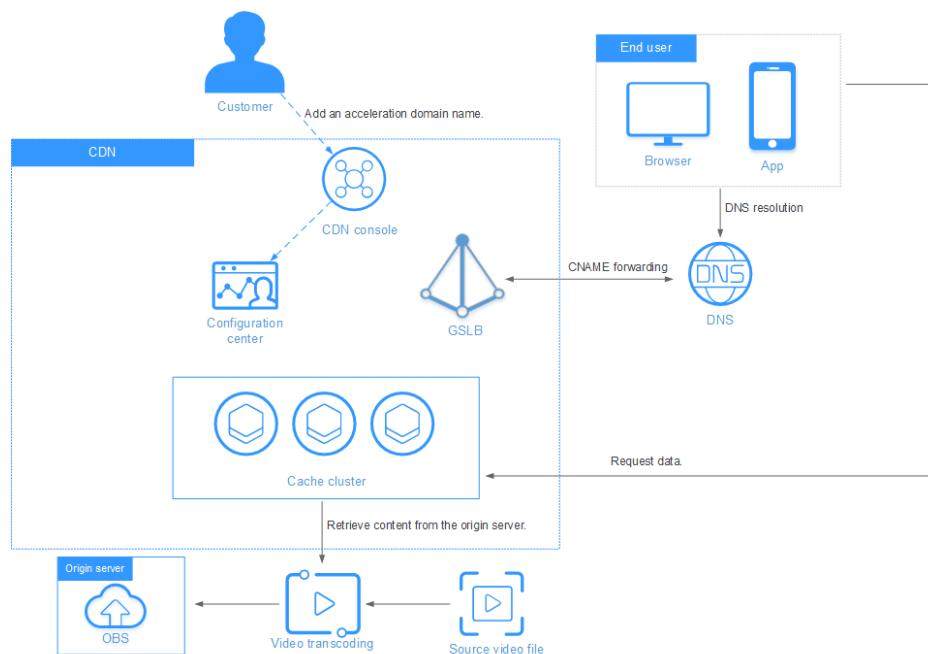 End user
Customer
Add an acceleration domain name.
CDN
Browser
App
DNS resolution
CDN console
CNAME forwarding
DNS
Configuration
center
GSLB
DNS
Cache cluster
Request data.
Retrieve content from the origin server.
Origin server
OBS
Video transcoding
Source video file